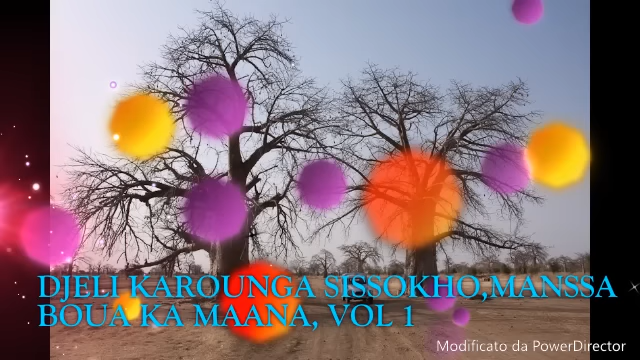 DJELI KAROUNGA SISSOKHO,MANSSA
BOUA KA MAANA, VOL 1
Modificato da PowerDirector